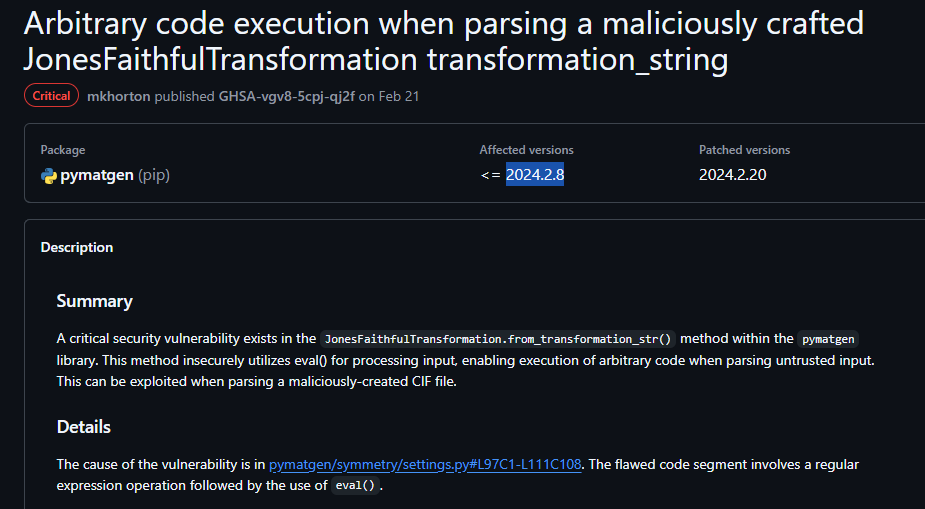 Arbitrary code execution when parsing a maliciously crafted
JonesFaithfulTransformation transformation_string
Critical mkhorton published GHSA-vgv8-5cpj-qj2f on Feb 21
Package Affected versions Patched versions
pymatgen (pip) <= 2024.2.8 2024.2.20
Description
Summary
A critical security vulnerability exists in the JonesFaithfulTransformation.from_transformation_str() method within the pymatgen
library. This method insecurely utilizes eval() for processing input, enabling execution of arbitrary code when parsing untrusted input.
This can be exploited when parsing a maliciously-created CIF file.
Details
The cause of the vulnerability is in pymatgen/symmetry/settings.py#L97C1-L111C108. The flawed code segment involves a regular
expression operation followed by the use of eval().